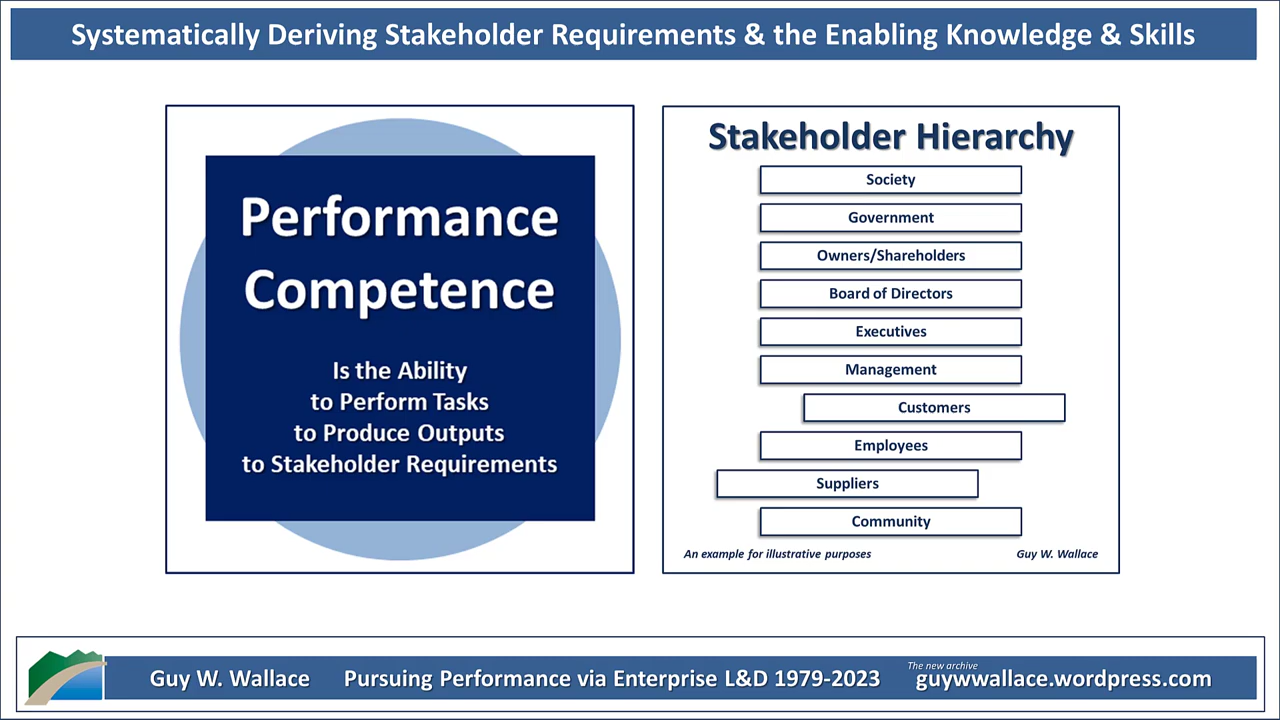 Systematically Deriving Stakeholder Requirements & the Enabling Knowledge & Skills
Performance
Competence
Is the Ability
to Perform Tasks
to Produce Outputs
to Stakeholder Requirements
Stakeholder Hierarchy
Society
Government
Owners/Shareholders
Board of Directors
Executives
Management
Customers
Employees
Suppliers
Community
An example for illustrative purposes
Guy W. Wallace
Guy W. Wallace
Pursuing Performance via Enterprise L&D 1979-2023
The new archive
guywwallace.wordpress.com